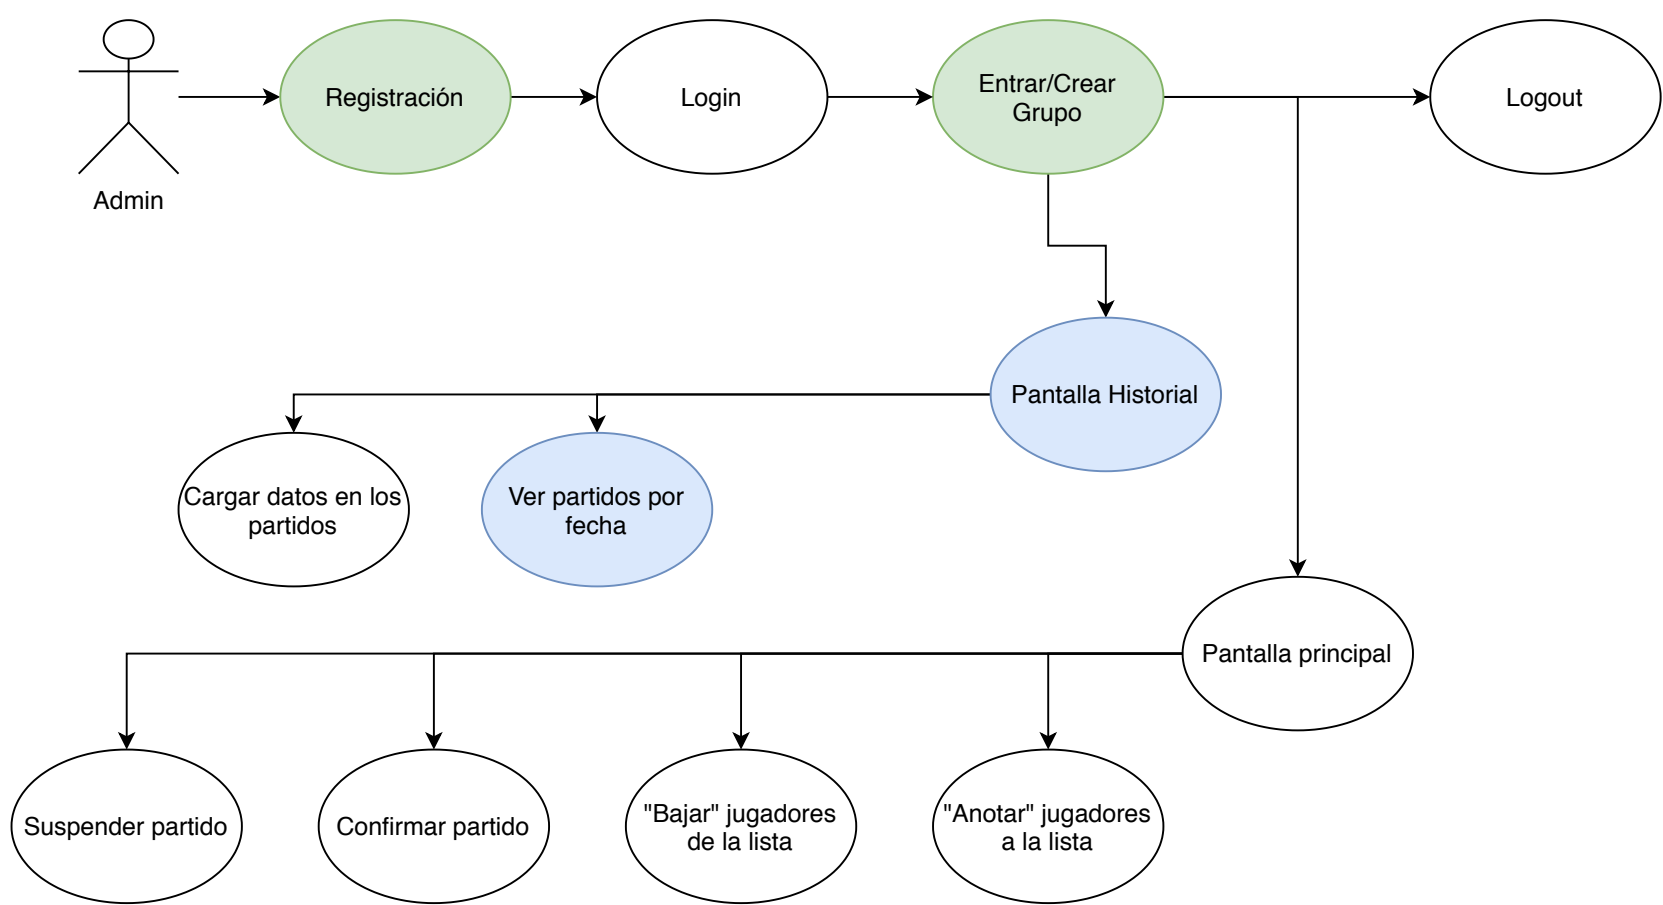 Admin
Registración
Login
Entrar/Crear
Grupo
Logout
Pantalla Historial
Cargar datos en los
partidos
Ver partidos por
fecha
Pantalla principal
Suspender partido
Confirmar partido
"Bajar" jugadores
de la lista
"Anotar" jugadores
a la lista